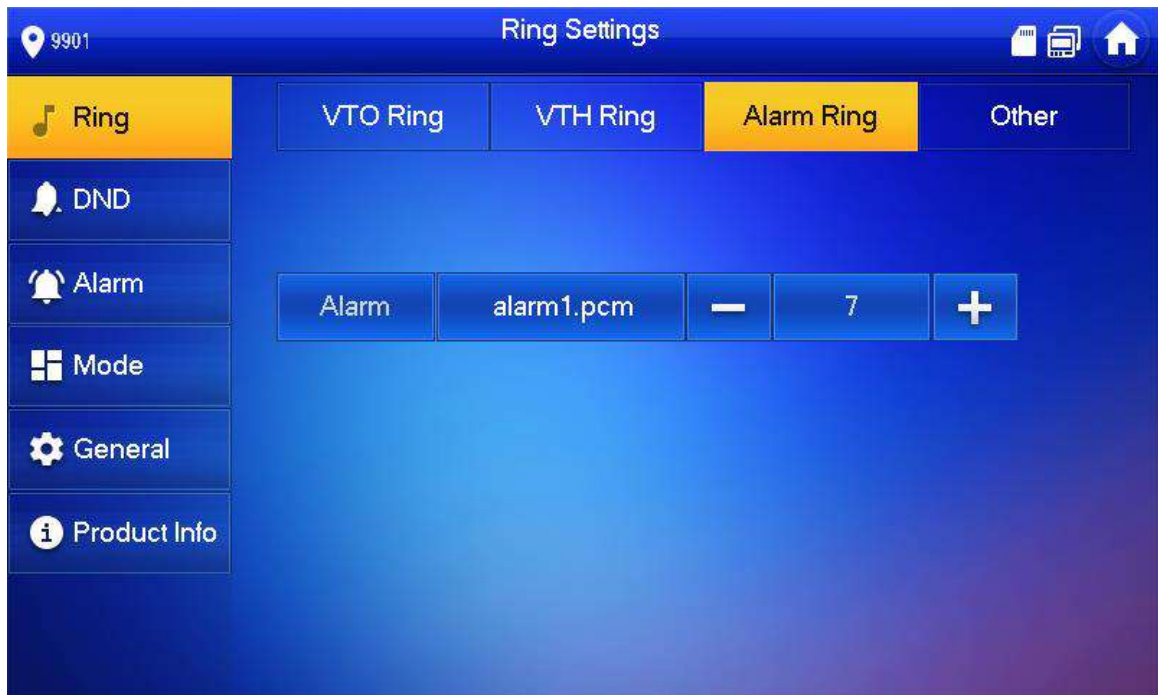 9901
Ring Settings
Ring
VTO Ring
VTH Ring
Alarm Ring
Other
DND
Alarm
Alarm
alarm1.pcm
7
Mode
General
Product Info